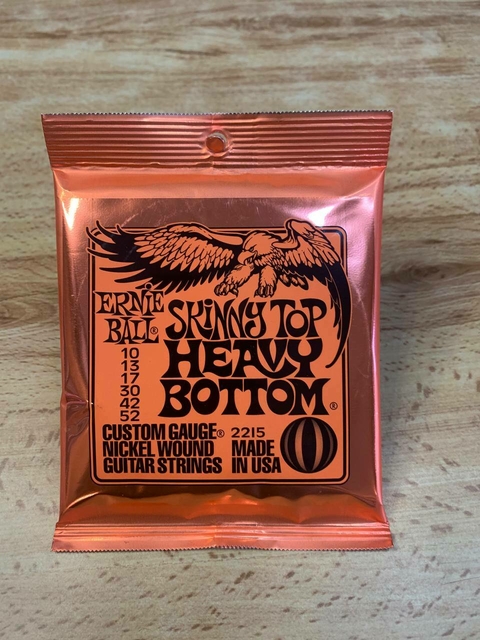 ERNIE
BALL®
10
13
17
30
42
52
SKINNY TOP
HEAVY
BOTTOM®
CUSTOM GAUGE®
NICKEL WOUND
GUITAR STRINGS
2215
MADE
IN USA